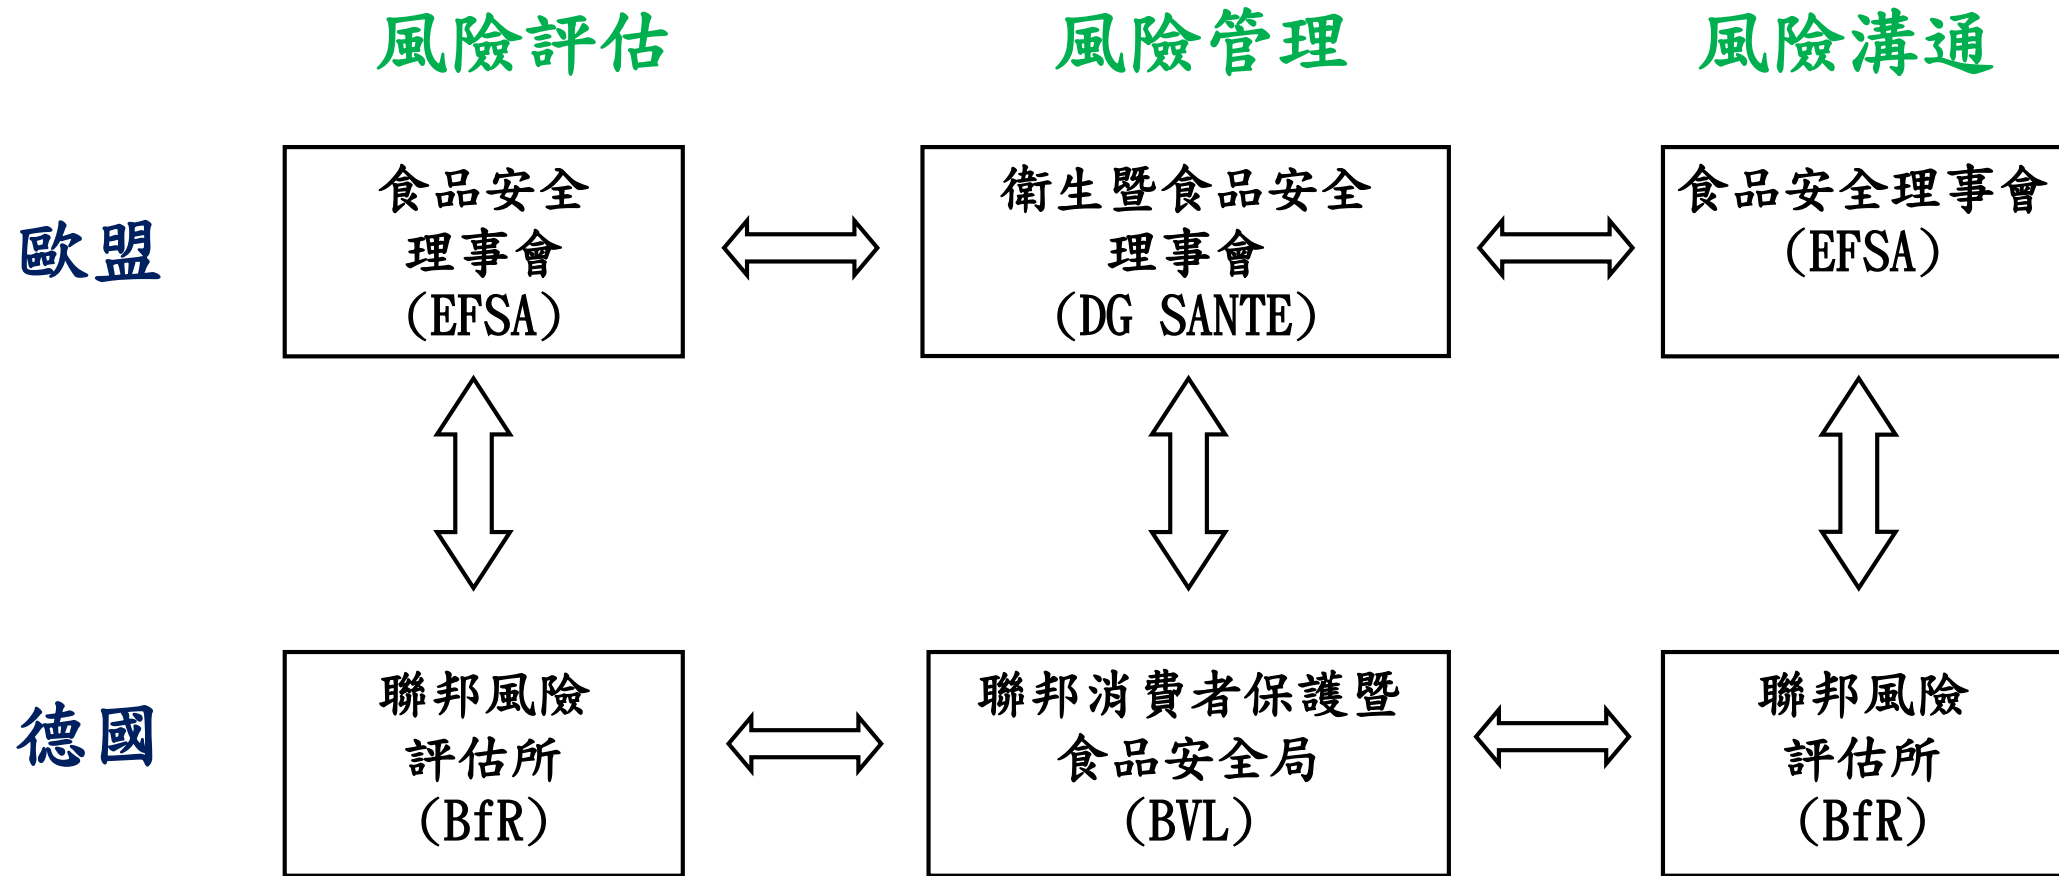 風險評估
風險管理
風險溝通
歐盟
食品安全
理事會
(EFSA)
衛生暨食品安全
理事會
(DG SANTE)
食品安全理事會
(EFSA)
德國
聯邦風險
評估所
(BfR)
聯邦消費者保護暨
食品安全局
(BVL)
聯邦風險
評估所
(BfR)